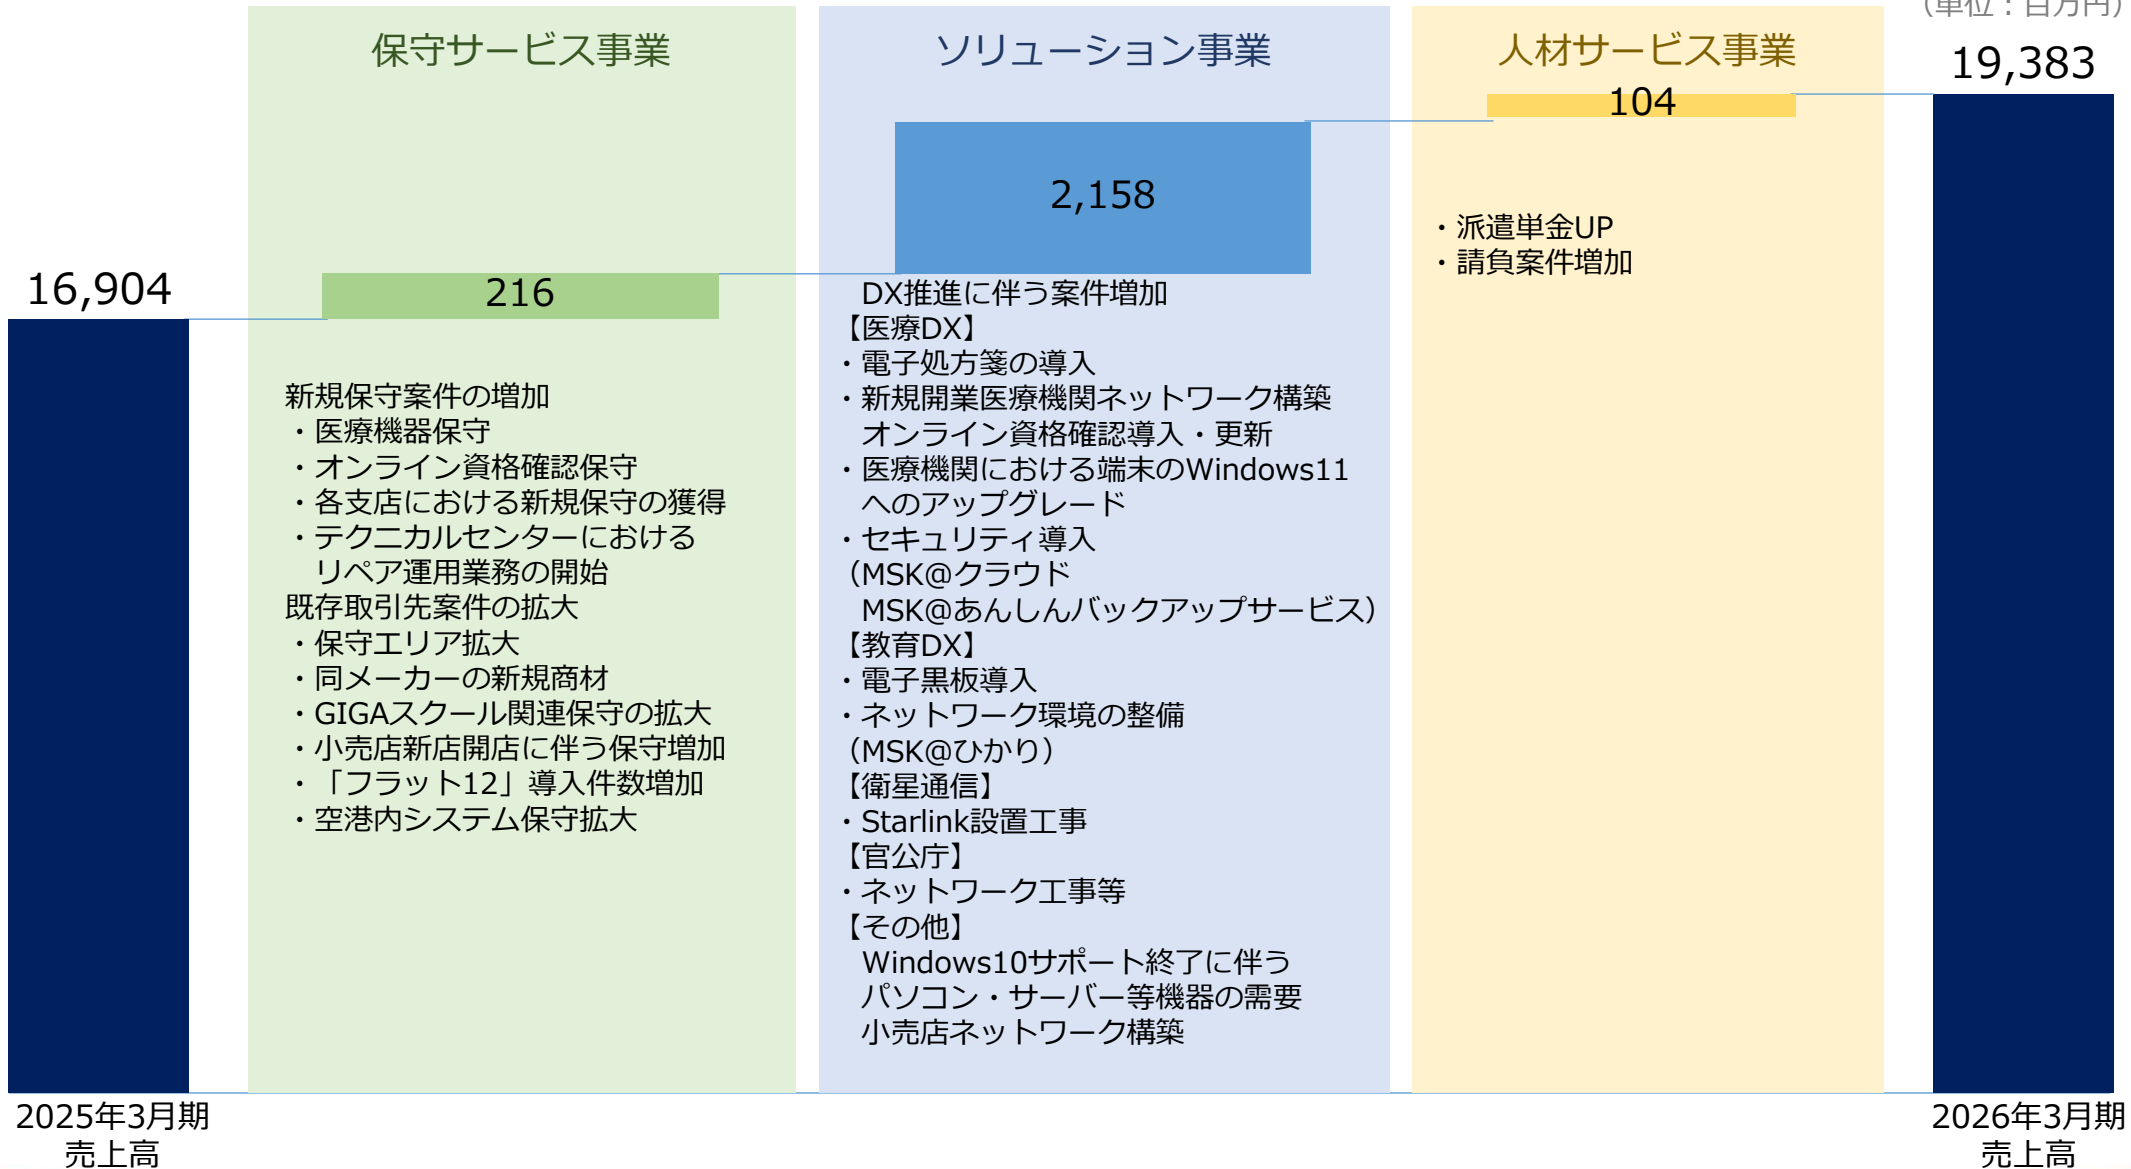 (単位：百万円)
保守サービス事業
ソリューション事業
人材サービス事業
19,383
104
2,158
16,904
216
・派遣単金UP
・請負案件増加
新規保守案件の増加
・医療機器保守
・オンライン資格確認保守
・各支店における新規保守の獲得
・テクニカルセンターにおける
リペア運用業務の開始
既存取引先案件の拡大
・保守エリア拡大
・同メーカーの新規商材
・GIGAスクール関連保守の拡大
・小売店新店開店に伴う保守増加
・「フラット12」導入件数増加
・空港内システム保守拡大
DX推進に伴う案件増加
【医療DX】
・電子処方箋の導入
・新規開業医療機関ネットワーク構築
オンライン資格確認導入・更新
・医療機関における端末のWindows11
へのアップグレード
・セキュリティ導入
（MSK@クラウド
MSK@あんしんバックアップサービス）
【教育DX】
・電子黒板導入
・ネットワーク環境の整備
（MSK@ひかり）
【衛星通信】
・Starlink設置工事
【官公庁】
・ネットワーク工事等
【その他】
Windows10サポート終了に伴う
パソコン・サーバー等機器の需要
小売店ネットワーク構築
2025年3月期
売上高
2026年3月期
売上高